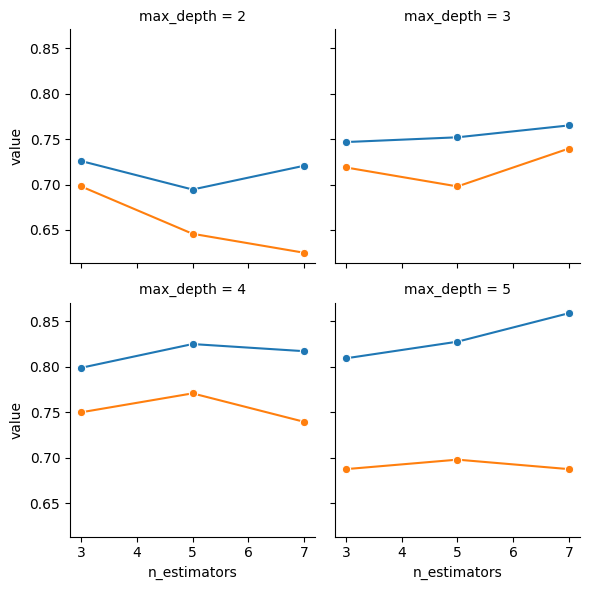 max_depth = 2
max_depth = 3
0.85
0.80
0.75
0.70
0.65
value
max_depth = 4
max_depth = 5
0.85
0.80
0.75
0.70
0.65
value
3 4 5 6 7
3 4 5 6 7
n_estimators
n_estimators